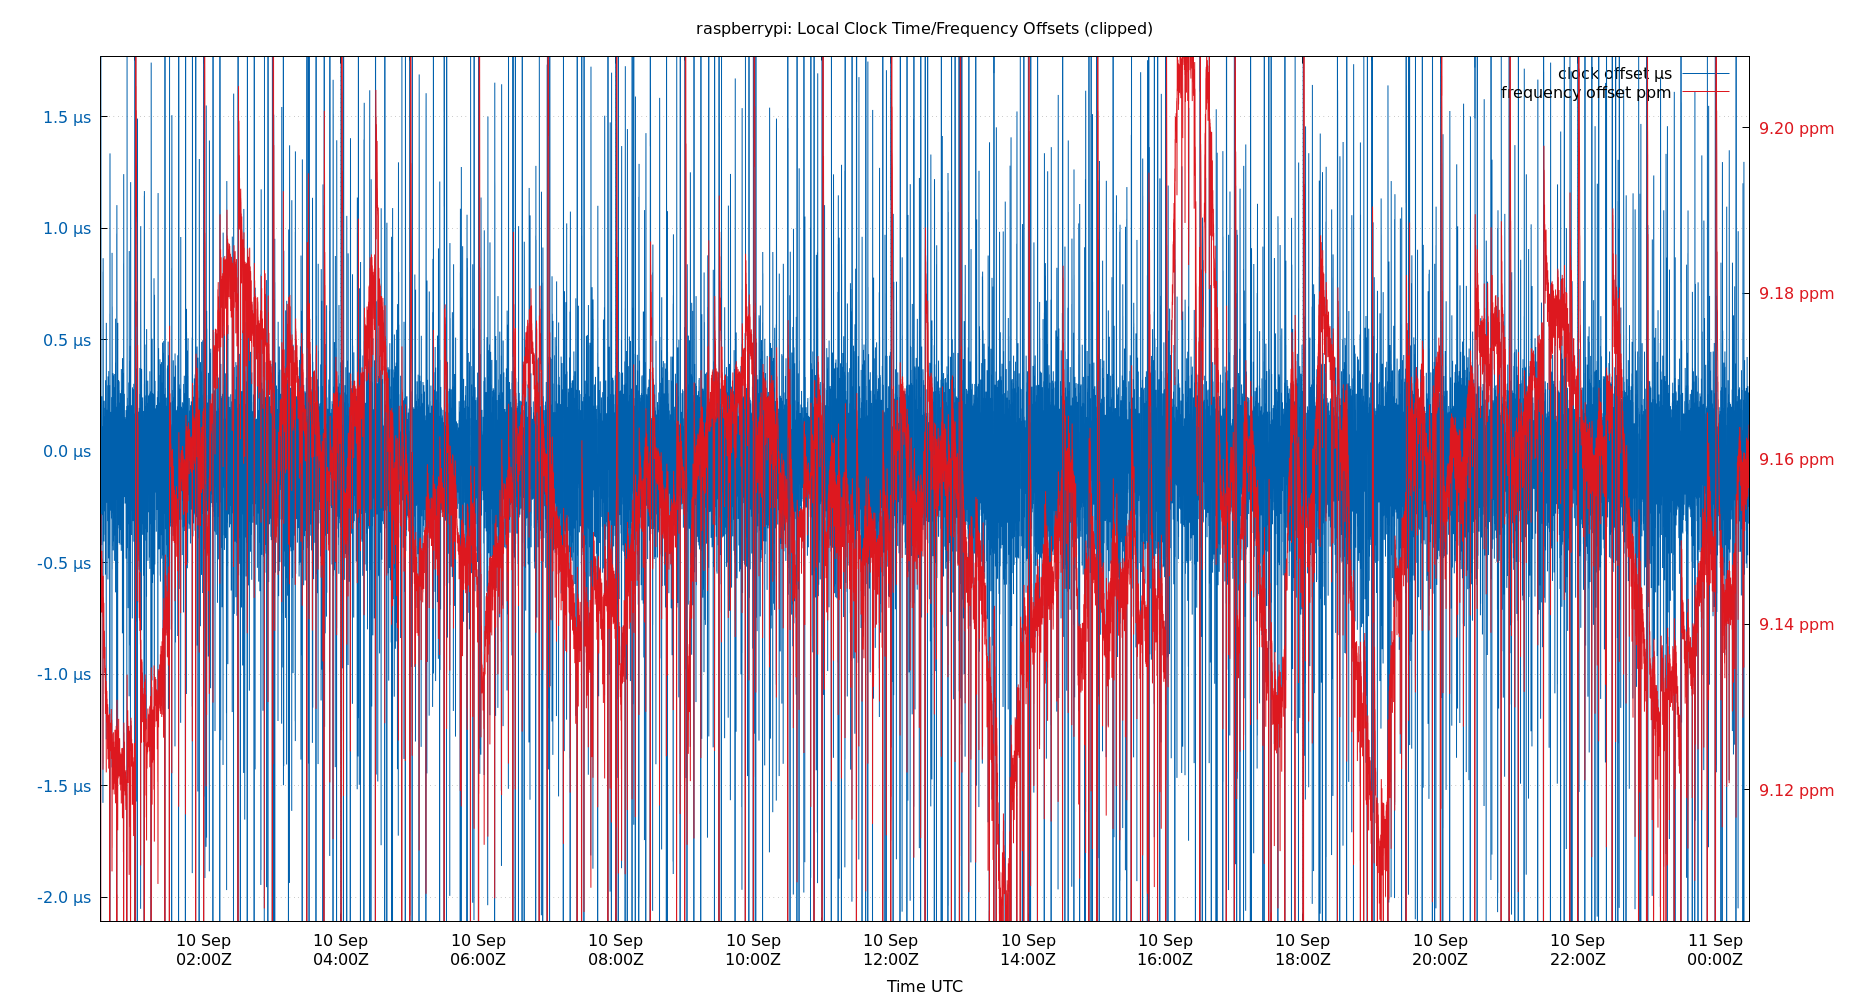 raspberrypi: Local Clock Time/Frequency Offsets (clipped)
clock offset µs
frequency offset ppm
1.5 µs
1.0 µs
0.5 µs
0.0 µs
-0.5 µs
-1.0 µs
-1.5 µs
-2.0 µs
9.20 ppm
9.18 ppm
9.16 ppm
9.14 ppm
9.12 ppm
10 Sep 10 Sep 10 Sep 10 Sep 10 Sep 10 Sep 10 Sep 10 Sep 10 Sep 10 Sep 10 Sep 11 Sep
02:00Z 04:00Z 06:00Z 08:00Z 10:00Z 12:00Z 14:00Z 16:00Z 18:00Z 20:00Z 22:00Z 00:00Z
Time UTC